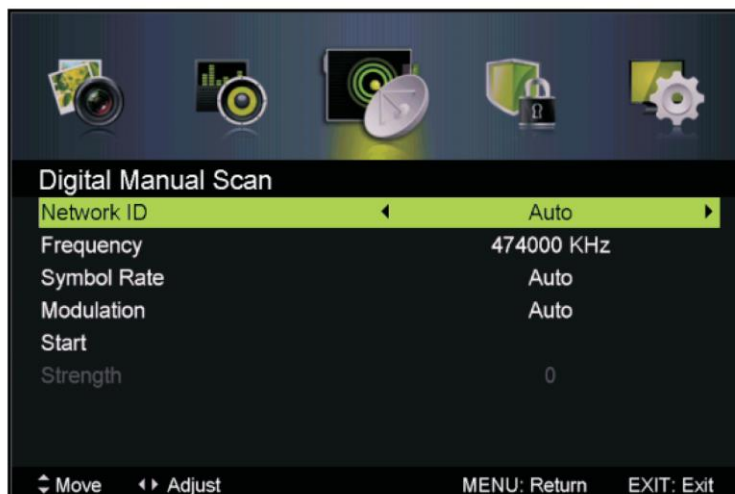 Digital Manual Scan
Network ID Auto
Frequency 474000 KHz
Symbol Rate Auto
Modulation Auto
Start
Strength 0
Move Adjust MENU: Return EXIT: Exit